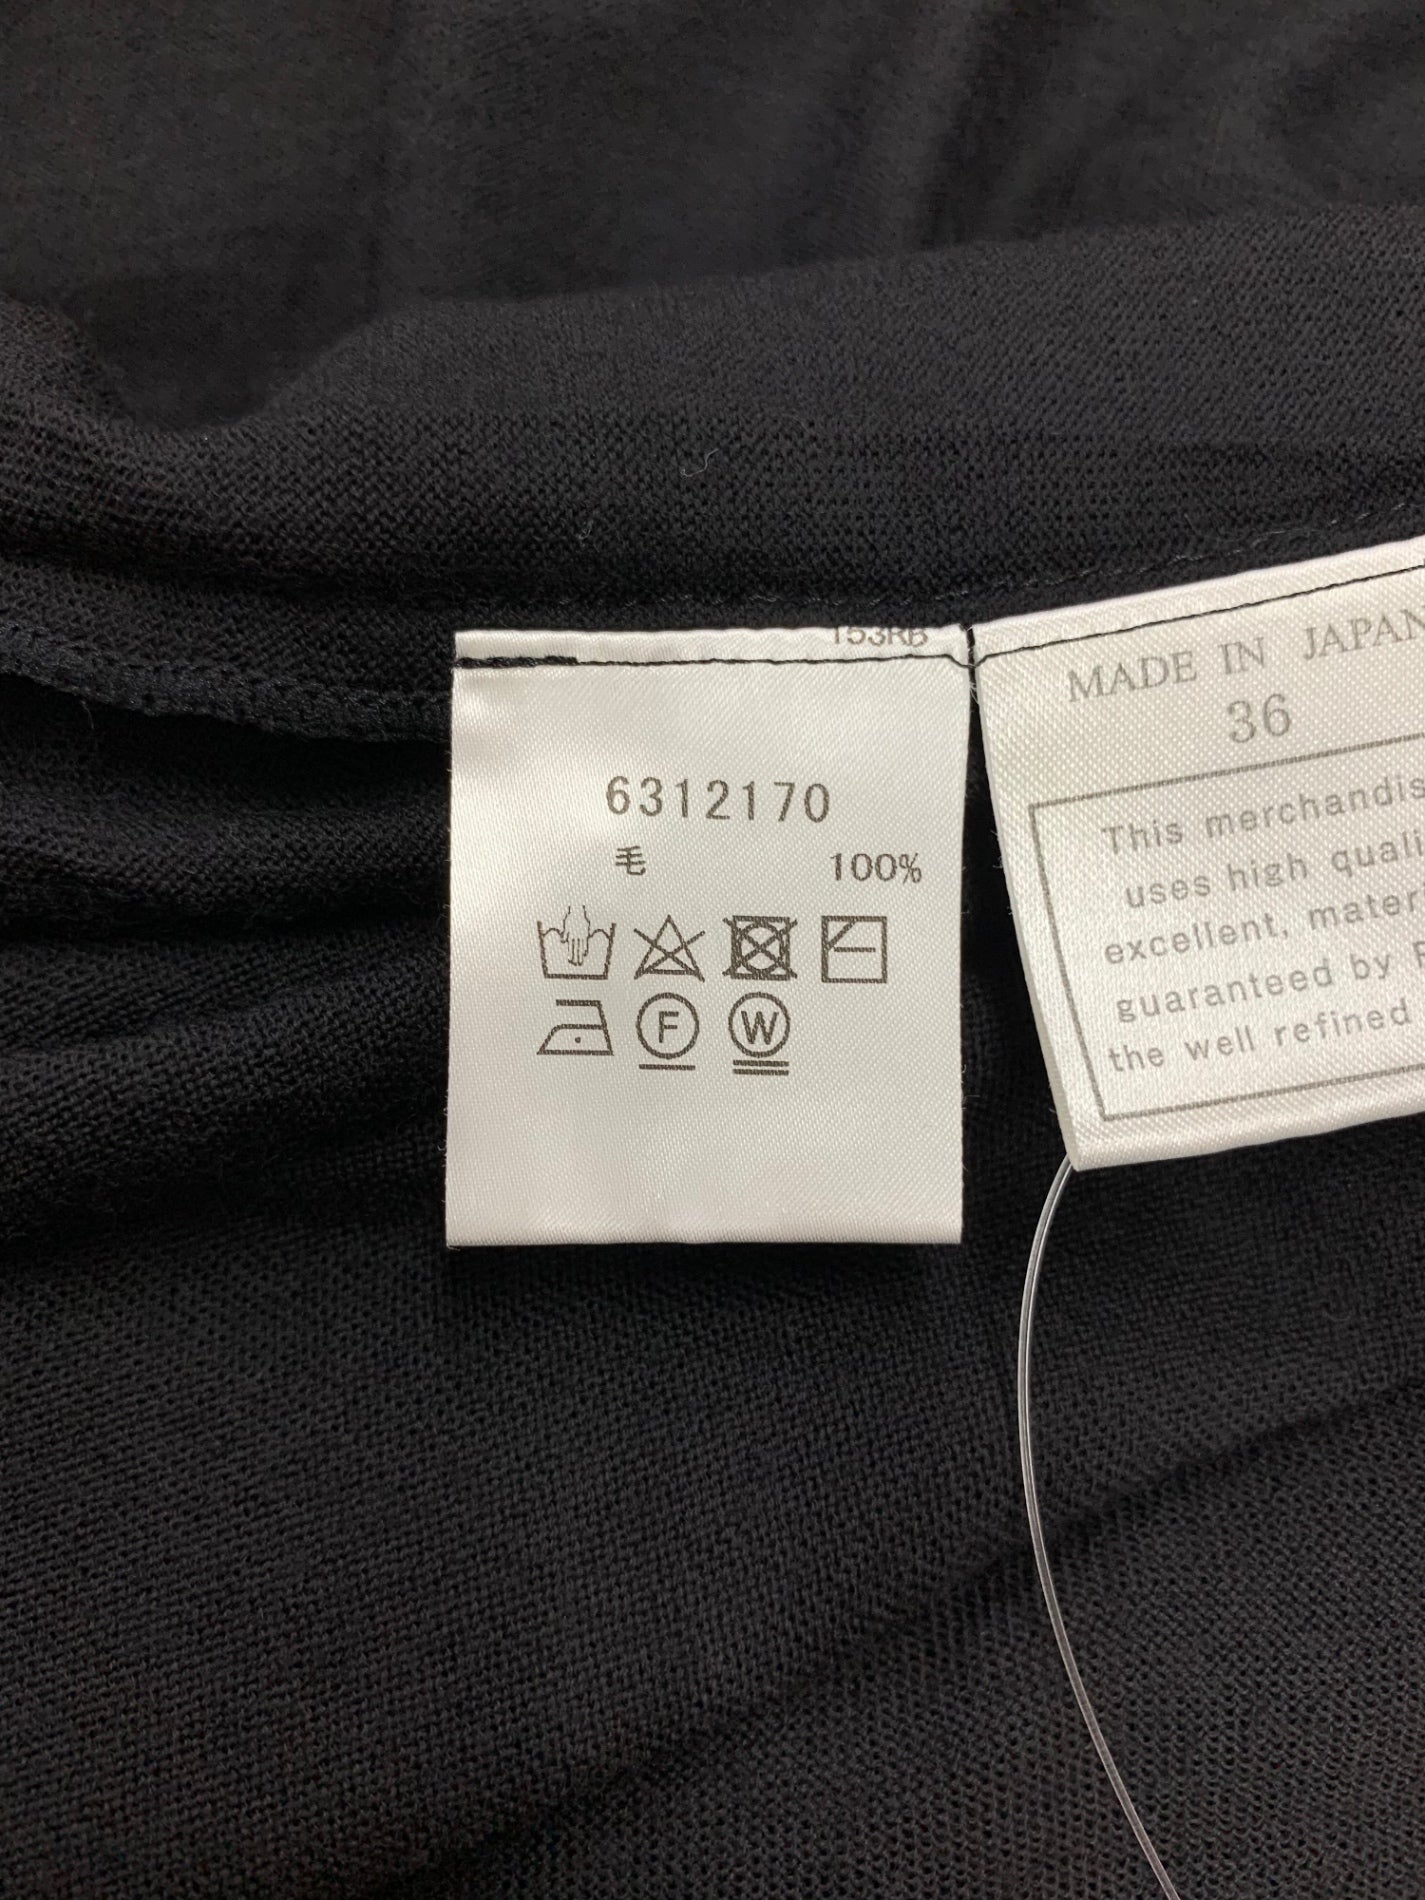 153RB
6312170
毛 100%
F W
MADE IN JAPAN
36
This merchandis
uses high quali
excellent, mater
guaranteed by
the well refined